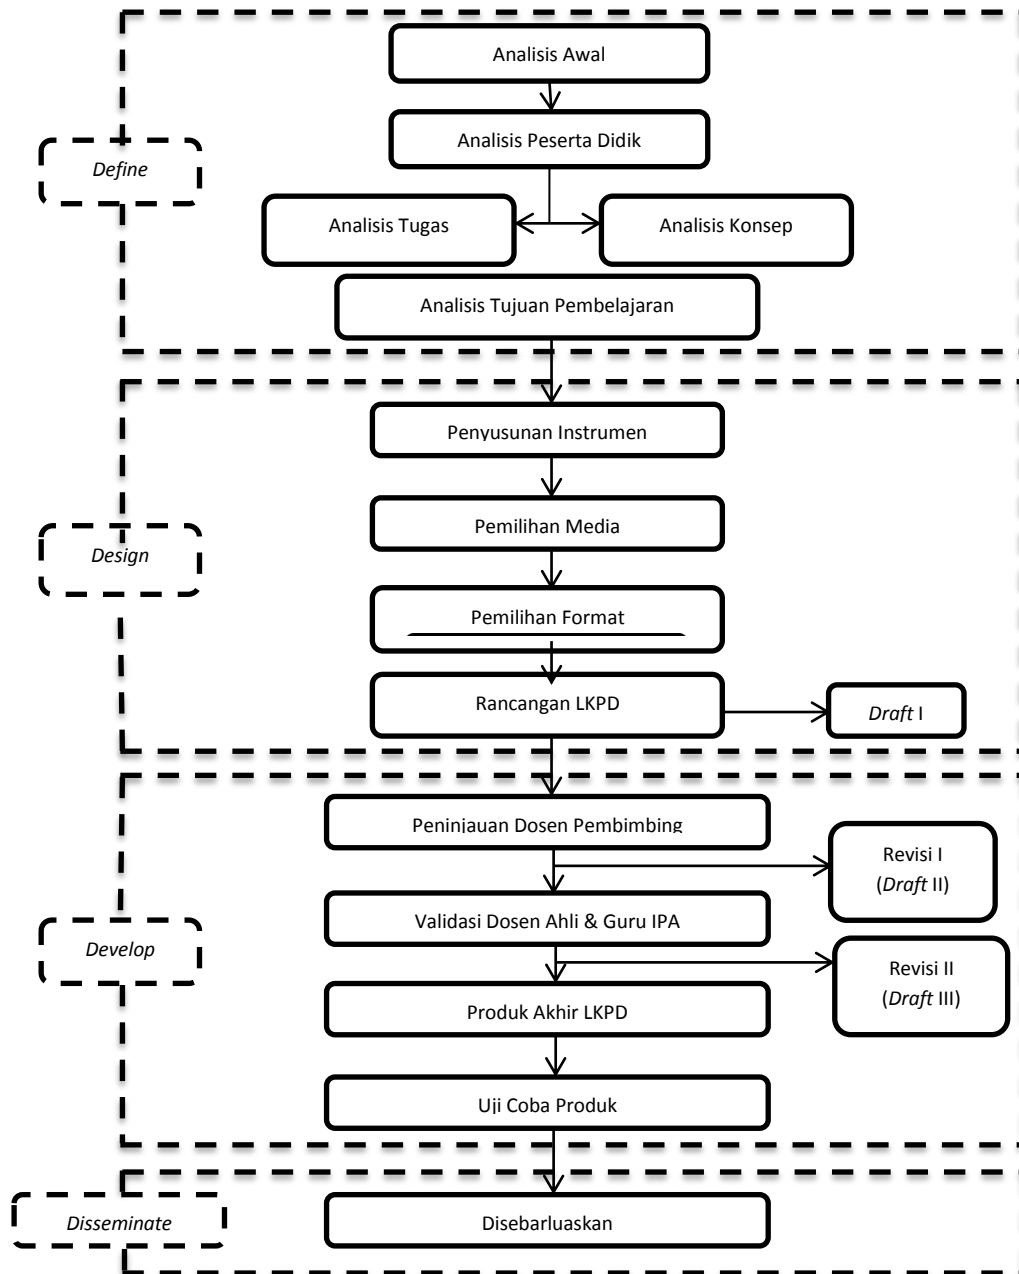 Analisis Awal
Analisis Peserta Didik
Define
Analisis Tugas
Analisis Konsep
Analisis Tujuan Pembelajaran
Penyusunan Instrumen
Pemilihan Media
Design
Pemilihan Format
Rancangan LKPD
Draft I
Peninjauan Dosen Pembimbing
Revisi I
(Draft II)
Validasi Dosen Ahli & Guru IPA
Develop
Revisi II
(Draft III)
Produk Akhir LKPD
Uji Coba Produk
Disseminate
Disebarluaskan